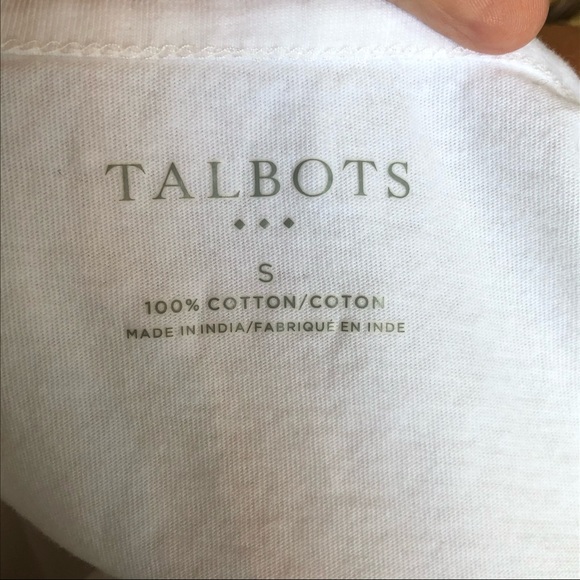 TALBOTS
S
100% COTTON/COTON
MADE IN INDIA/FABRIQUÉ EN INDE